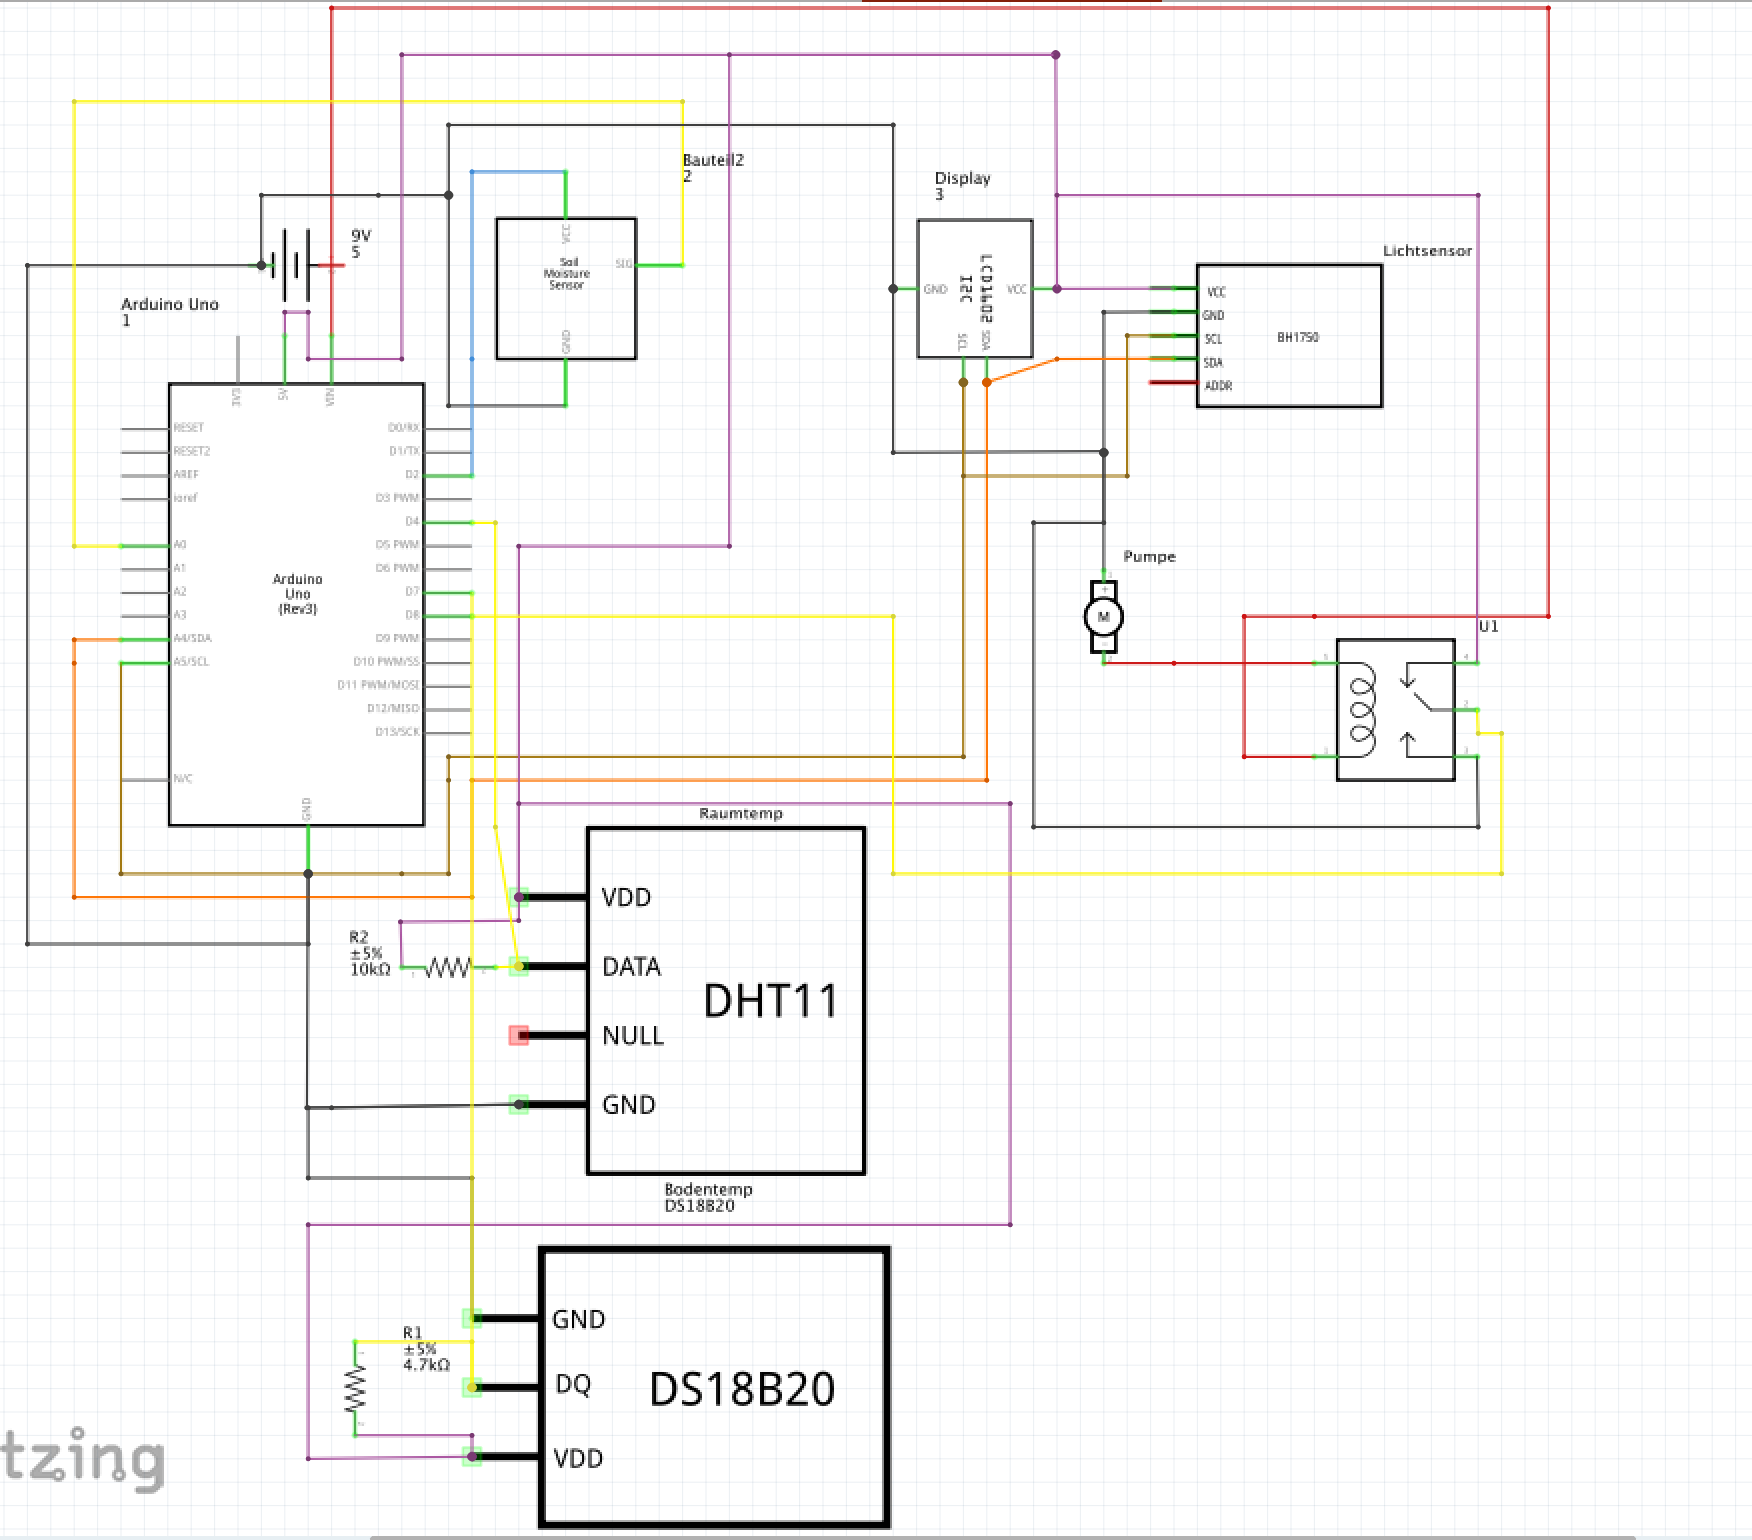 Bauteil2
2
Display
3
9V
5
Lichtsensor
Arduino Uno
1
VCC
SIG
Soil
Moisture
Sensor
GND
GND
LCD1602
I2C
VCC
SCL
SDA
VCC
GND
SCL
SDA
ADDR
BH1750
3V3
5V
VIN
RESET
RESET2
AREF
ioref
A0
A1
A2
A3
A4/SDA
A5/SCL
N/C
D0/RX
D1/TX
D2
D3 PWM
D4
D5 PWM
D6 PWM
D7
D8
D9 PWM
D10 PWM/SS
D11 PWM/MOSI
D12/MISO
D13/SCK
Arduino
Uno
(Rev3)
GND
Pumpe
M
U1
5
4
2
1
3
Raumtemp
VDD
DATA
NULL
GND
DHT11
R2
±5%
10kΩ
Bodentemp
DS18B20
GND
DQ
VDD
DS18B20
R1
±5%
4.7kΩ
tzing